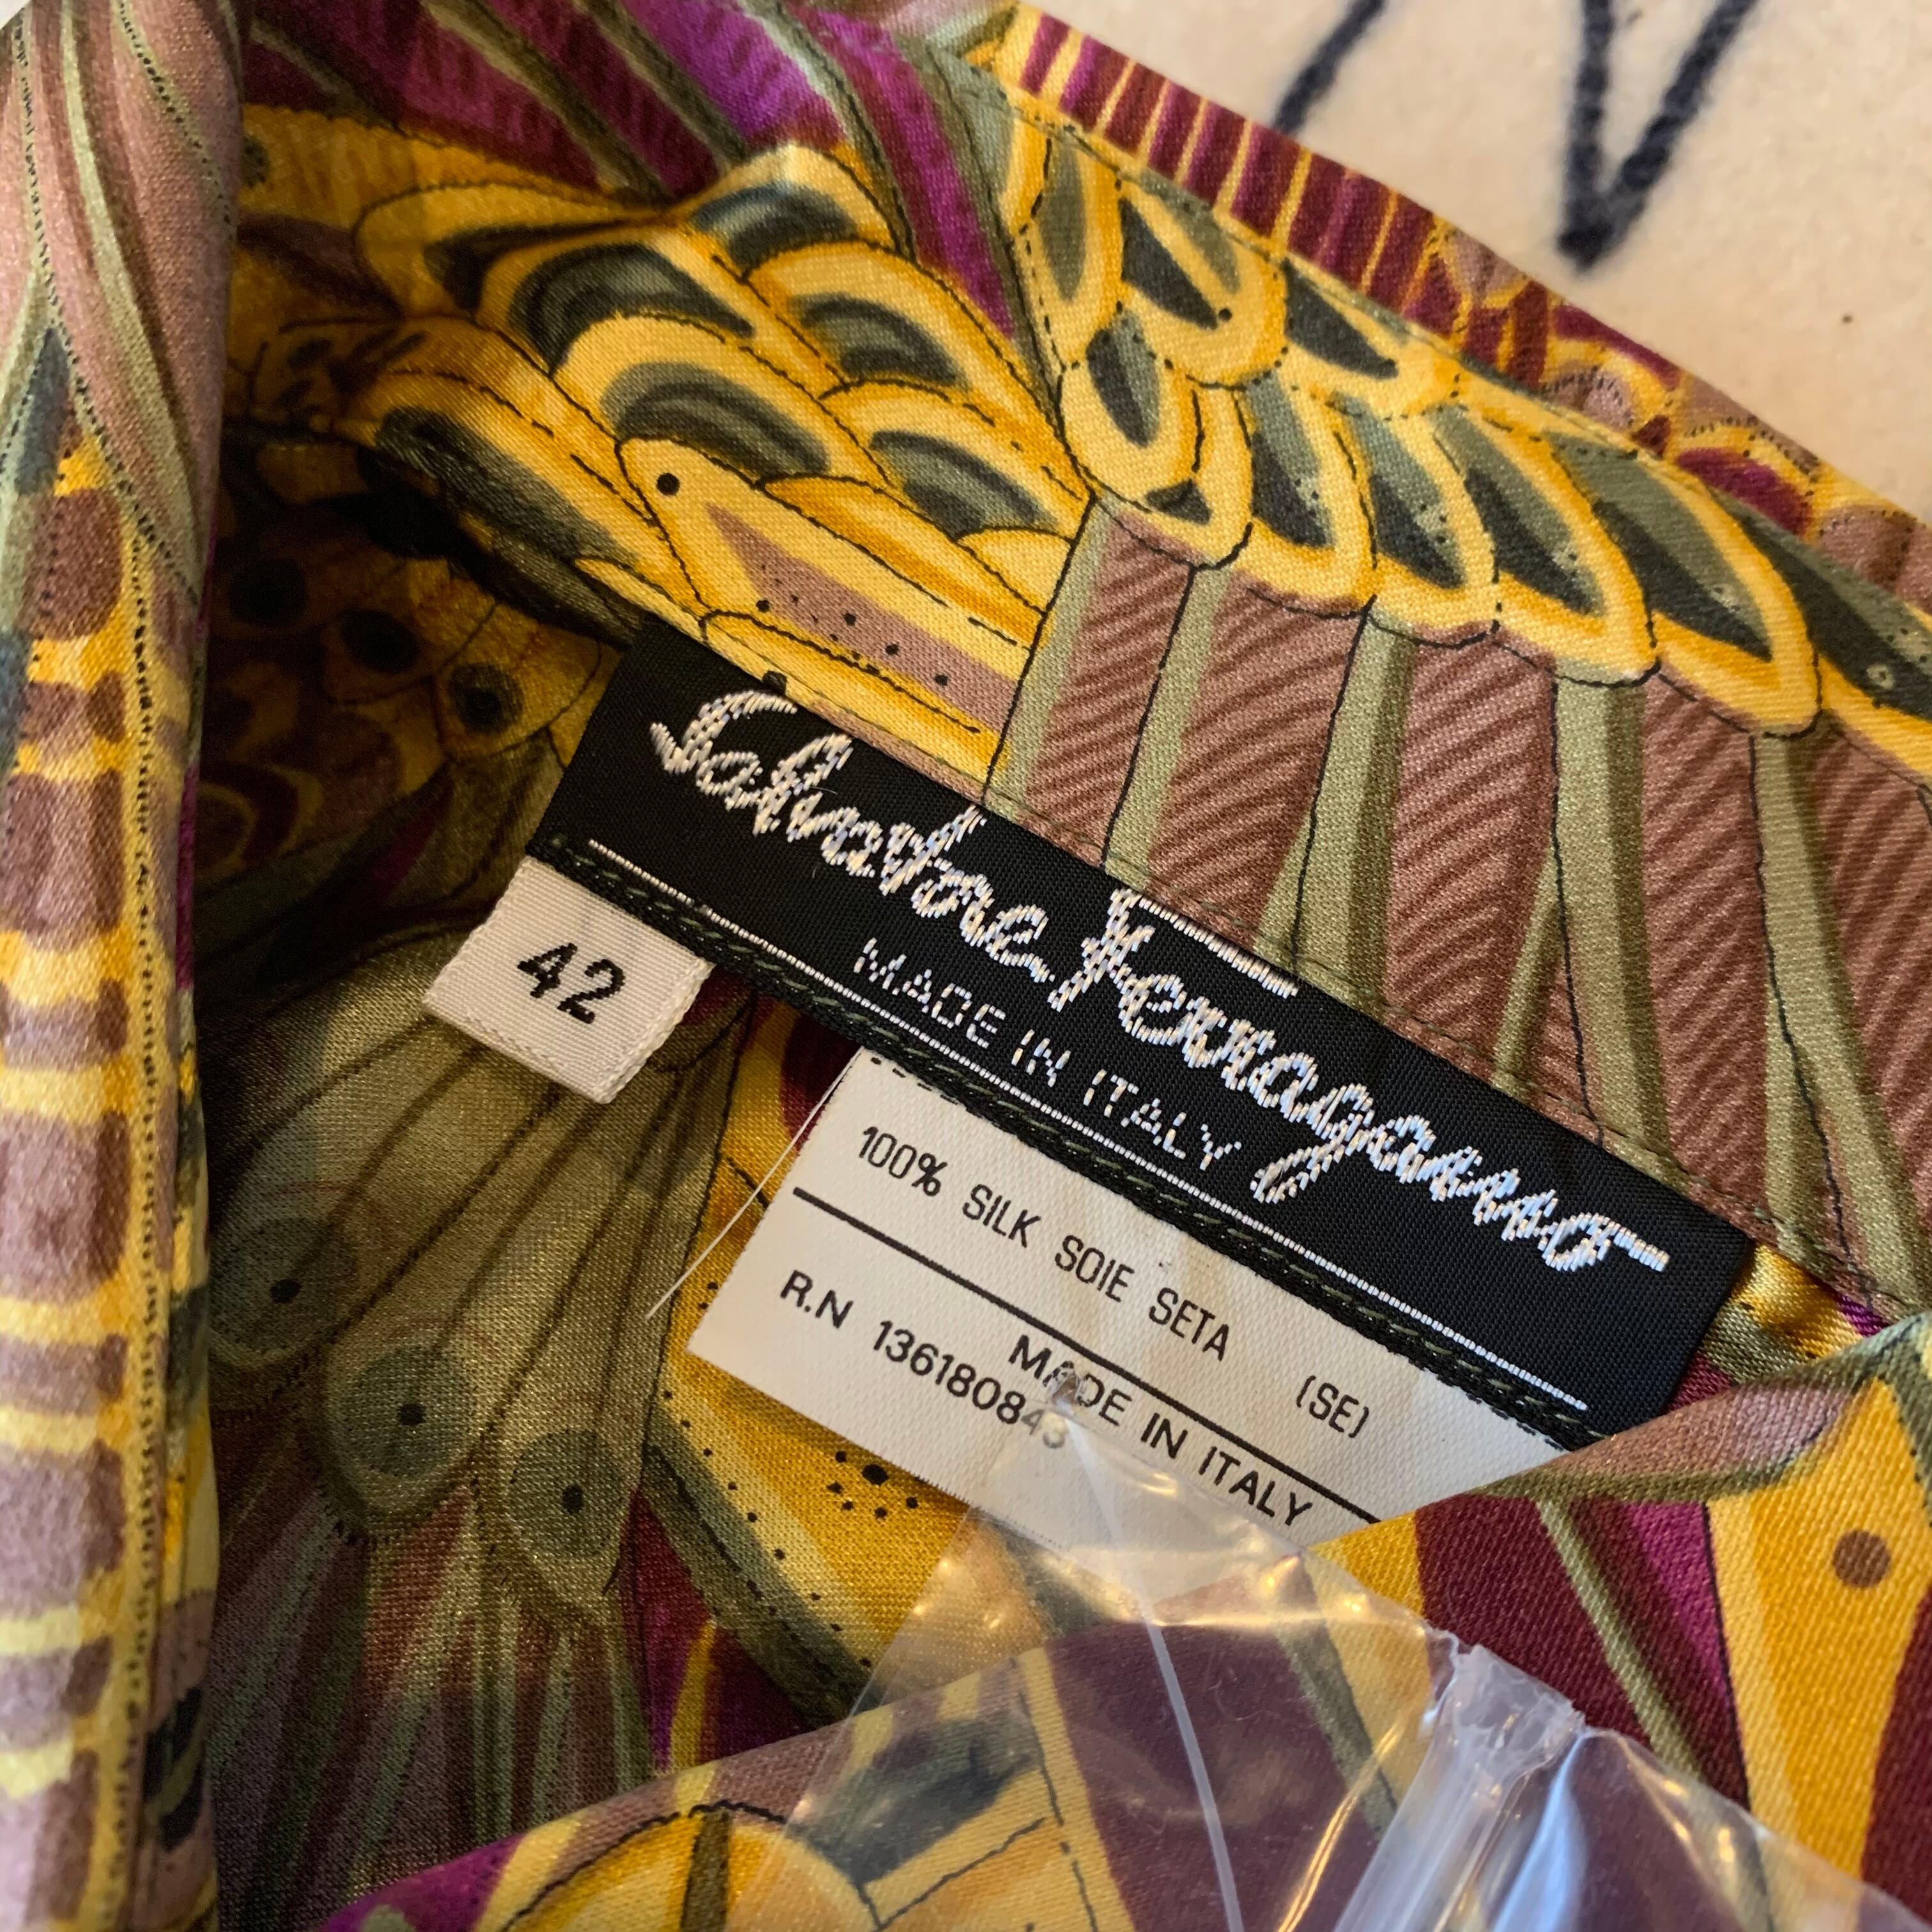 Salvatore Ferragamo
MADE IN ITALY
42
100% SILK SOIE SETA (SE)
MADE IN ITALY
R.N 136180843